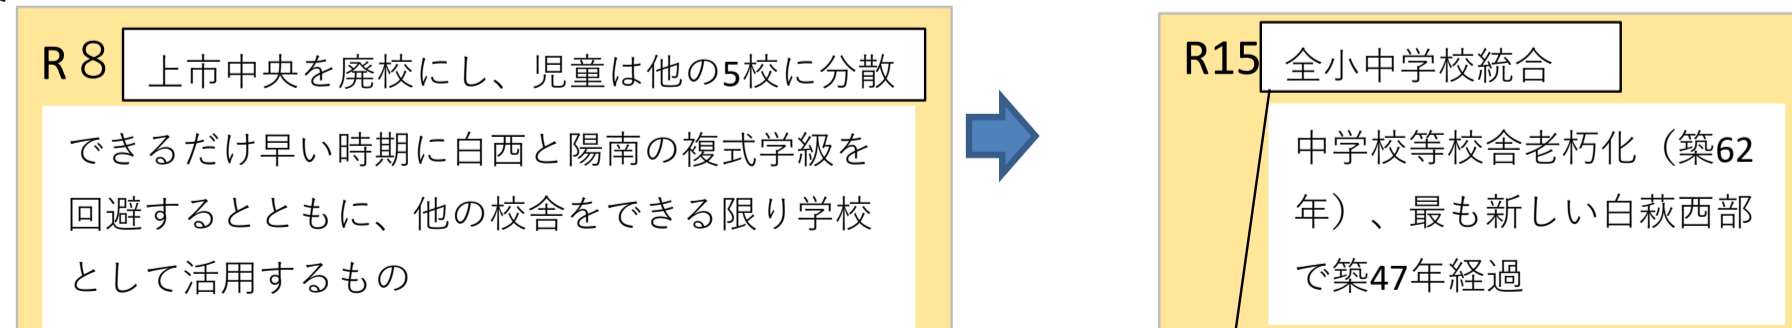 R８
上市中央を廃校にし、児童は他の5校に分散
できるだけ早い時期に白西と陽南の複式学級を
回避するとともに、他の校舎をできる限り学校
として活用するもの
R15
全小中学校統合
中学校等校舎老朽化（築62
年）、最も新しい白萩西部
で築47年経過